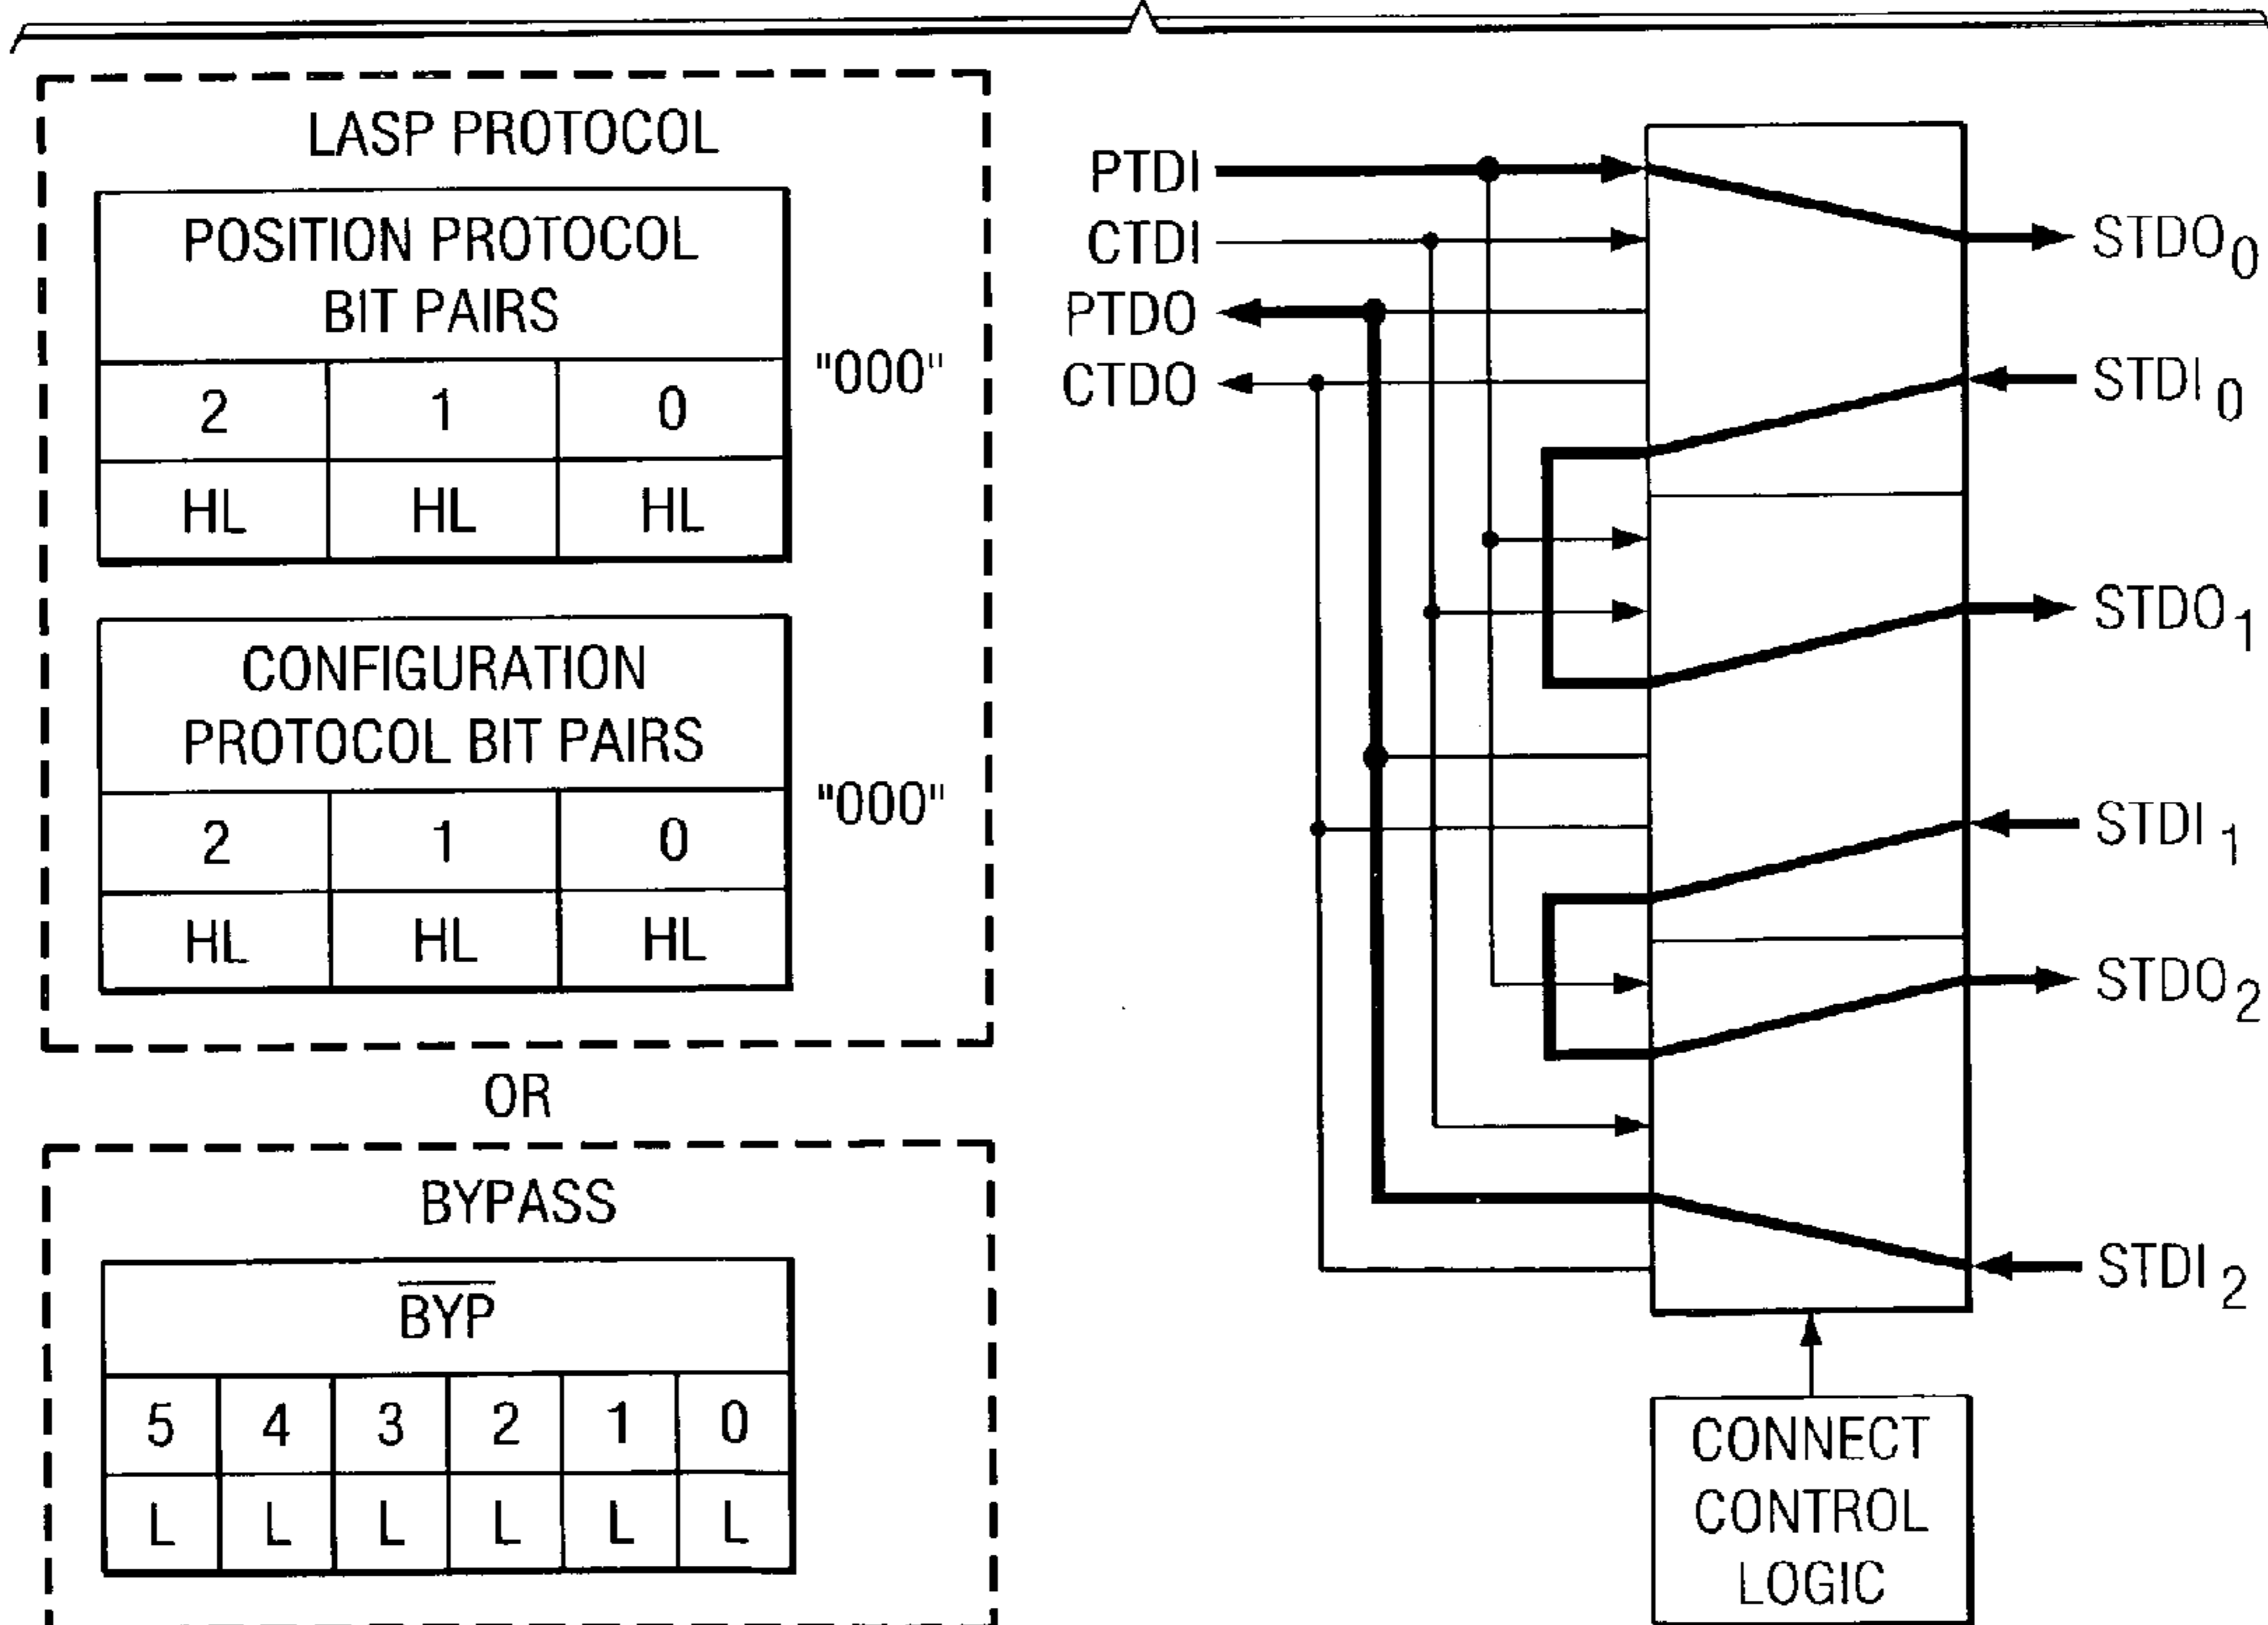 LASP PROTOCOL
POSITION PROTOCOL
BIT PAIRS
2 1 0
HL HL HL
"000"
CONFIGURATION
PROTOCOL BIT PAIRS
2 1 0
HL HL HL
"000"
OR
BYPASS
BYP
5 4 3 2 1 0
L L L L L L
PTDI
CTDI
PTDO
CTDO
STDO0
STDI0
STDO1
STDI1
STDO2
STDI2
CONNECT
CONTROL
LOGIC